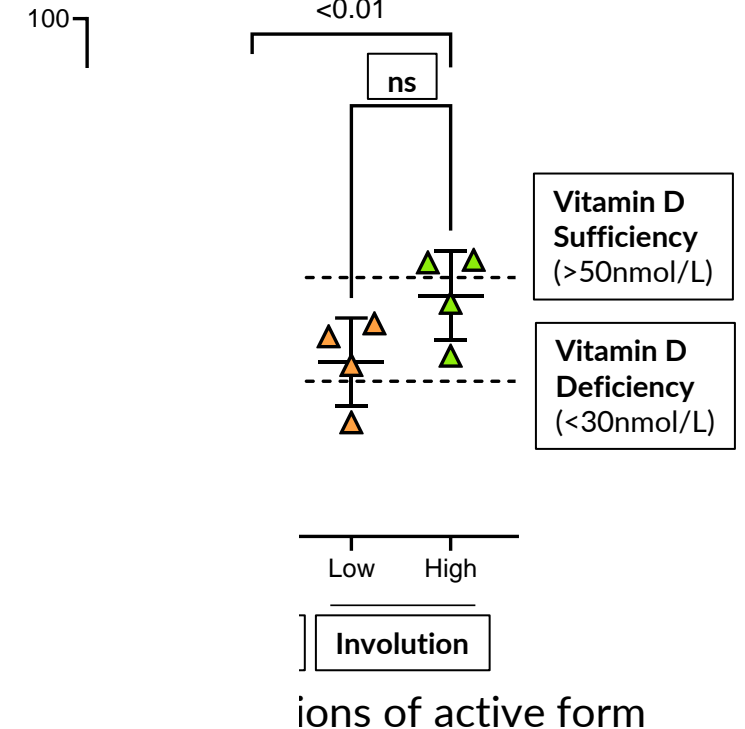 <0.01
100
ns
Vitamin D
Sufficiency
(>50nmol/L)
Vitamin D
Deficiency
(<30nmol/L)
Low High
Involution
ions of active form